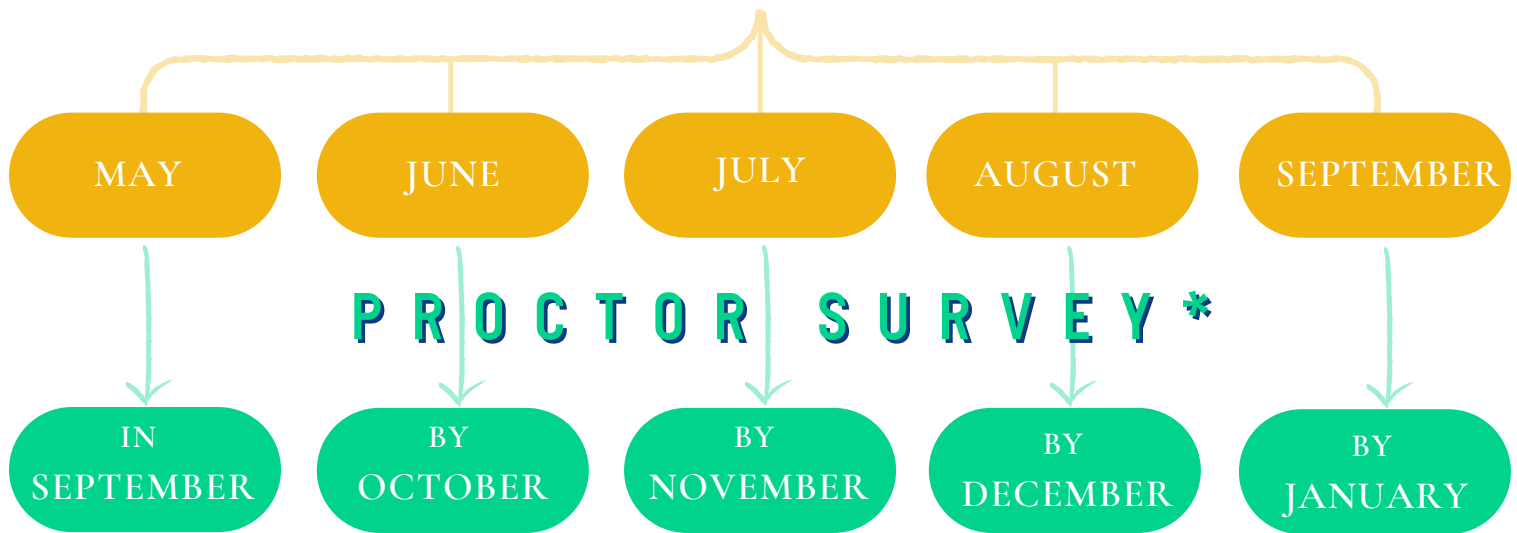 MAY
JUNE
JULY
AUGUST
SEPTEMBER
PROCTOR SURVEY*
IN
SEPTEMBER
BY
OCTOBER
BY
NOVEMBER
BY
DECEMBER
BY
JANUARY